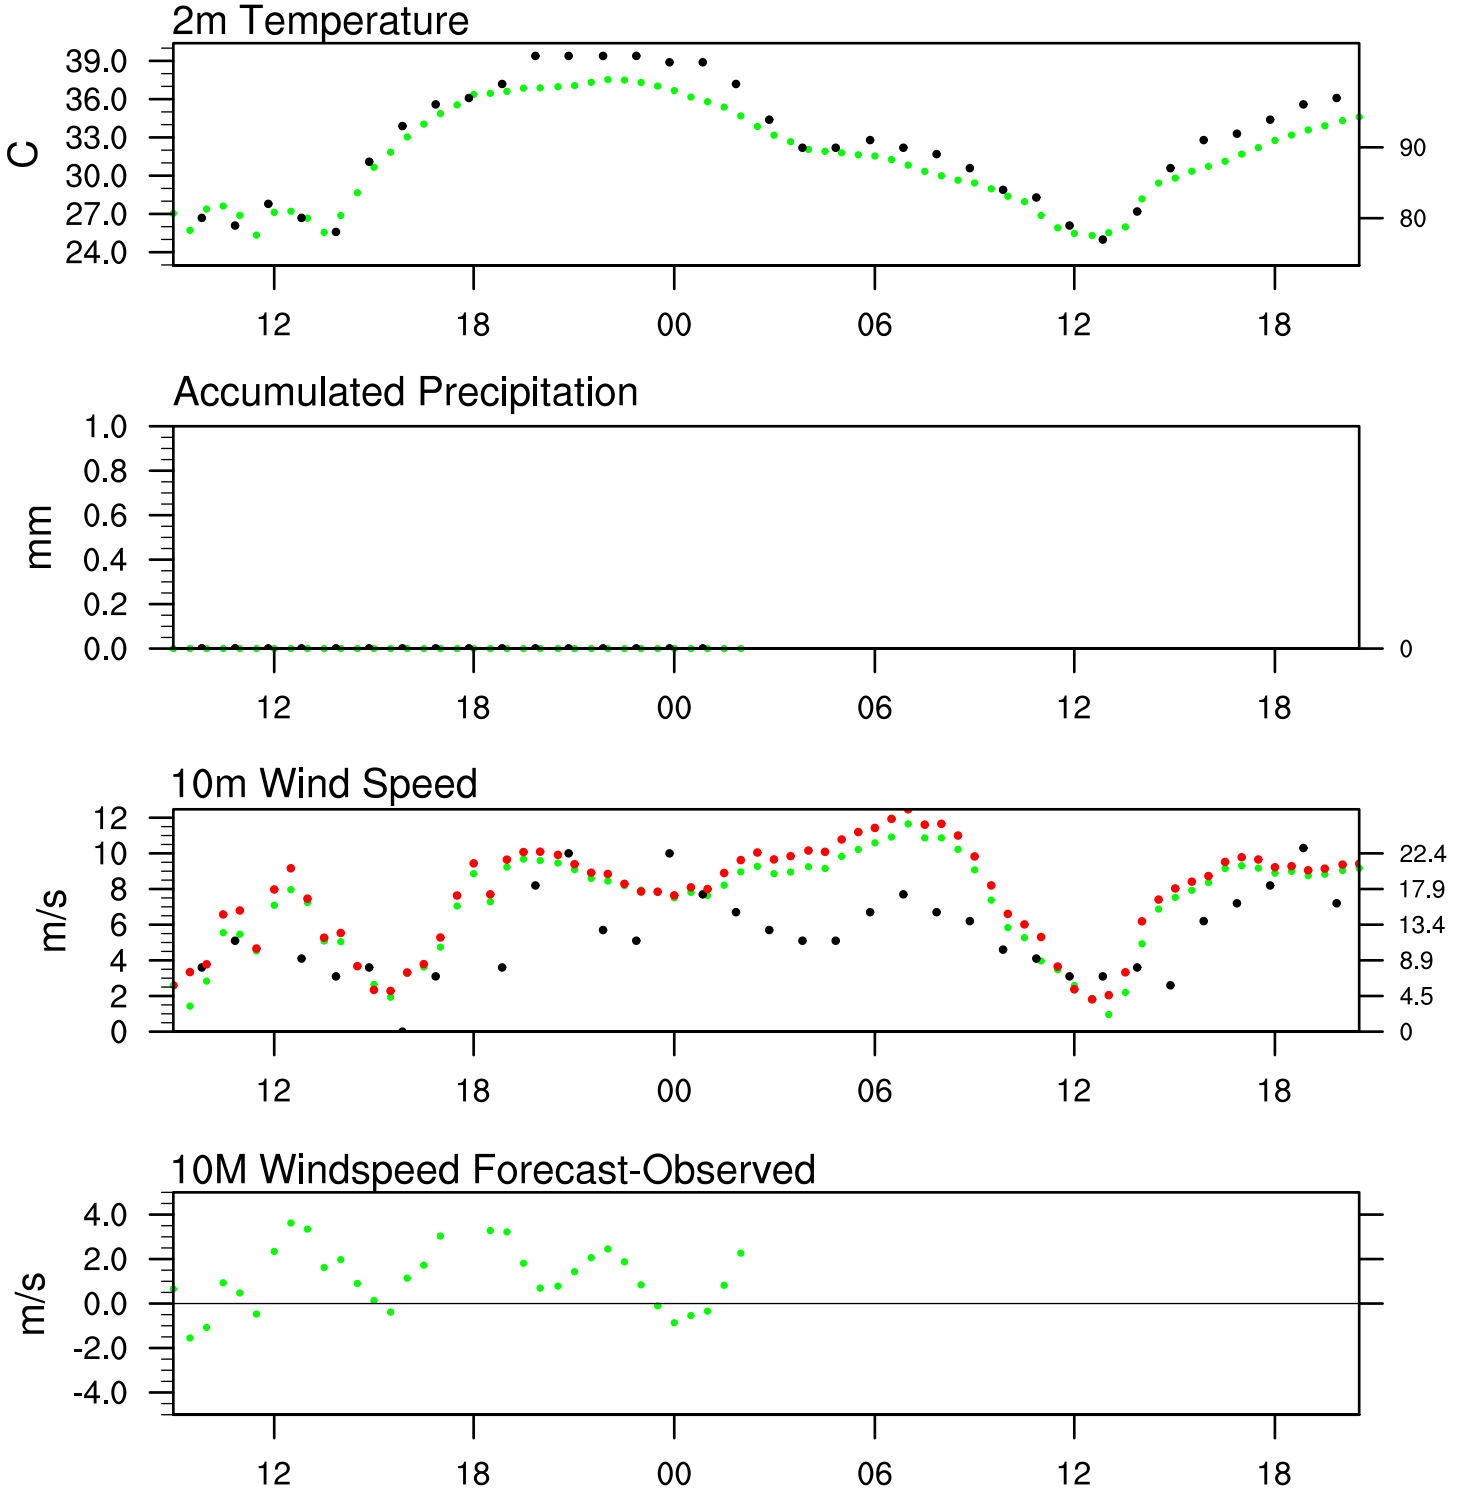 2m Temperature
39.0
36.0
33.0
30.0
27.0
24.0
C
90
80
12 18 00 06 12 18
Accumulated Precipitation
1.0
0.8
0.6
0.4
0.2
0.0
mm
0
12 18 00 06 12 18
10m Wind Speed
12
10
8
6
4
2
0
m/s
22.4
17.9
13.4
8.9
4.5
0
12 18 00 06 12 18
10M Windspeed Forecast-Observed
4.0
2.0
0.0
-2.0
-4.0
m/s
12 18 00 06 12 18